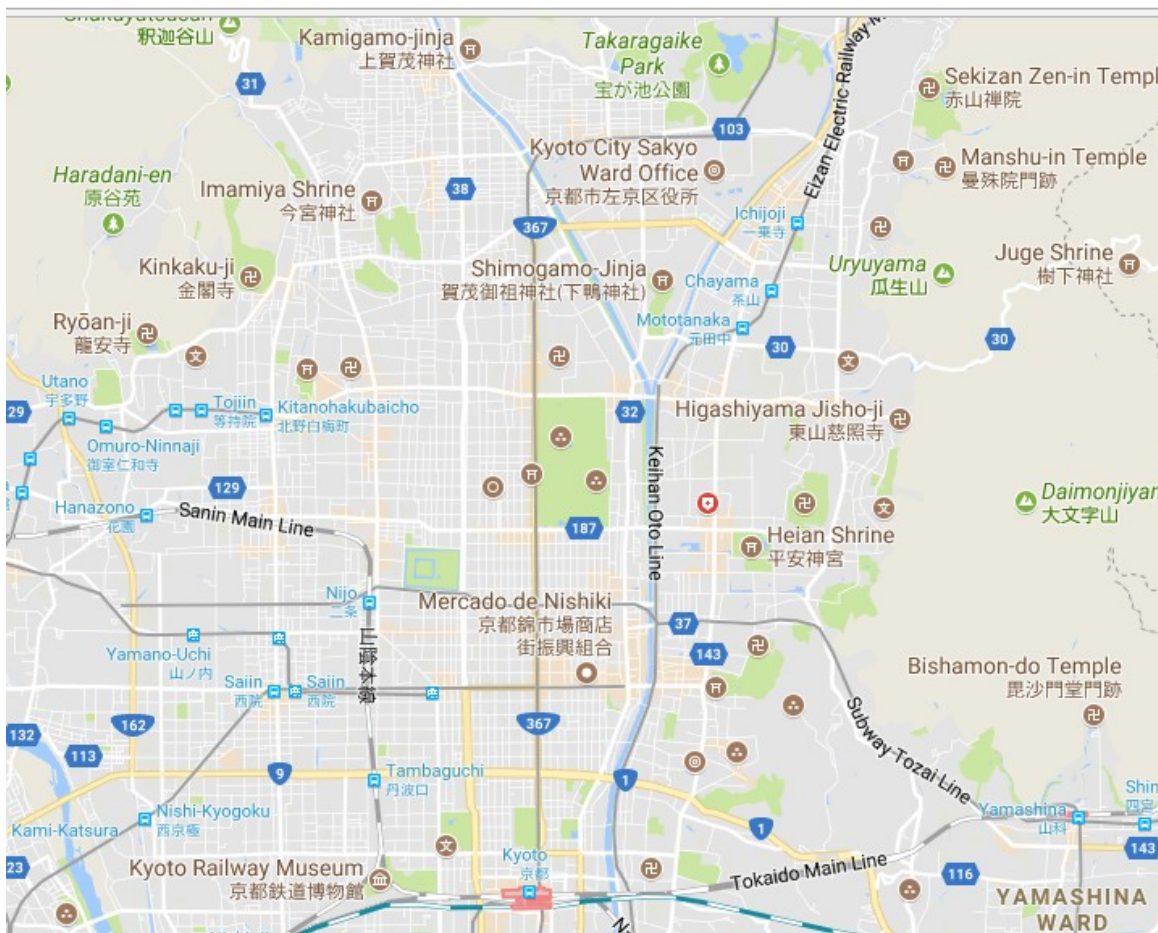 釈迦谷山
Kamigamo-jinja
上賀茂神社
Takaragaike
Park
宝が池公園
Eizan Electric Railway
Sekizan Zen-in Templ
赤山禅院
31
103
Kyoto City Sakyo
Ward Office
京都市左京区役所
Manshu-in Temple
曼殊院門跡
Haradani-en
原谷苑
Imamiya Shrine
今宮神社
38
Ichijoji
一乗寺
367
Juge Shrine
樹下神社
Kinkaku-ji
金閣寺
Shimogamo-Jinja
賀茂御祖神社(下鴨神社)
Chayama
茶山
Uryuyama
瓜生山
Ryōan-ji
龍安寺
文
Mototanaka
元田中
30
30
文
Utano
宇多野
29
Tojiin
等持院
Kitanohakubaicho
北野白梅町
32
Higashiyama Jisho-ji
東山慈照寺
Omuro-Ninnaji
御室仁和寺
129
Keihan Oto Line
Hanazono
花園
Sanin Main Line
187
文
Daimonjiyan
大文字山
Heian Shrine
平安神宮
Nijo
二条
Mercado de Nishiki
京都錦市場商店
街振興組合
37
143
Yamano-Uchi
山ノ内
山陰本線
Bishamon-do Temple
毘沙門堂門跡
Saiin
西院
Saiin
西院
162
367
132
113
9
Tambaguchi
丹波口
1
Subway Tozai Line
Nishi-Kyogoku
西京極
Kami-Katsura
1
Yamashina
山科
Shin
四宮
143
23
文
Kyoto Railway Museum
京都鉄道博物館
Kyoto
京都
Tokaido Main Line
116
YAMASHINA
WARD